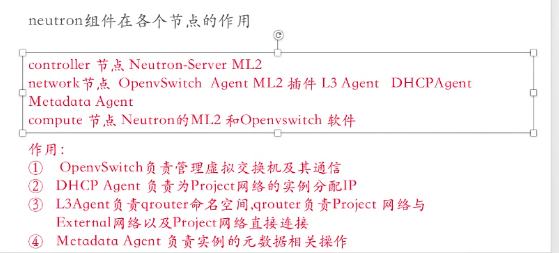 neutron组件在各个节点的作用
controller 节点 Neutron-Server ML2
network节点 OpenvSwitch Agent ML2 插件 L3 Agent DHCPAgent
Metadata Agent
compute 节点 Neutron的ML2 和Openvswitch 软件
作用：
① OpenvSwitch负责管理虚拟交换机及其通信
② DHCP Agent 负责为Project网络的实例分配IP
③ L3Agent负责qrouter命名空间,qrouter负责Project 网络与
External网络以及Project网络直接连接
④ Metadata Agent 负责实例的元数据相关操作